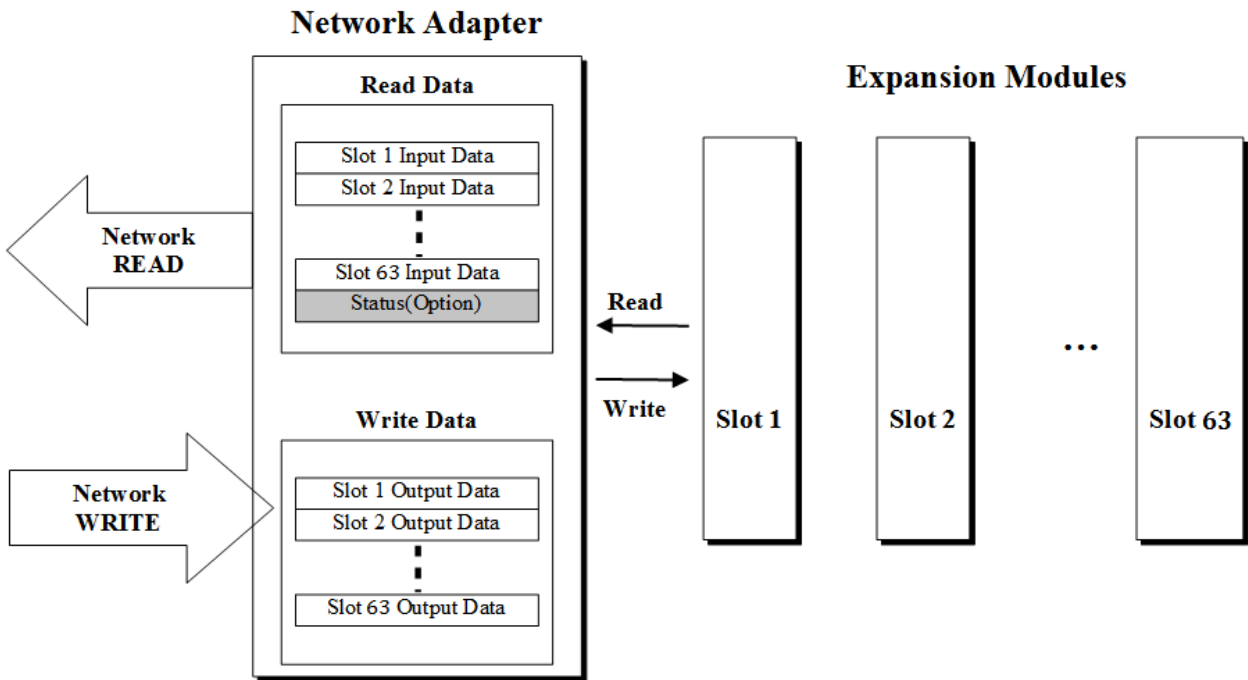 Network Adapter
Read Data
Slot 1 Input Data
Slot 2 Input Data
Slot 63 Input Data
Status(Option)
Network
READ
Write Data
Slot 1 Output Data
Slot 2 Output Data
Slot 63 Output Data
Network
WRITE
Read
Write
Expansion Modules
Slot 1
Slot 2
...
Slot 63